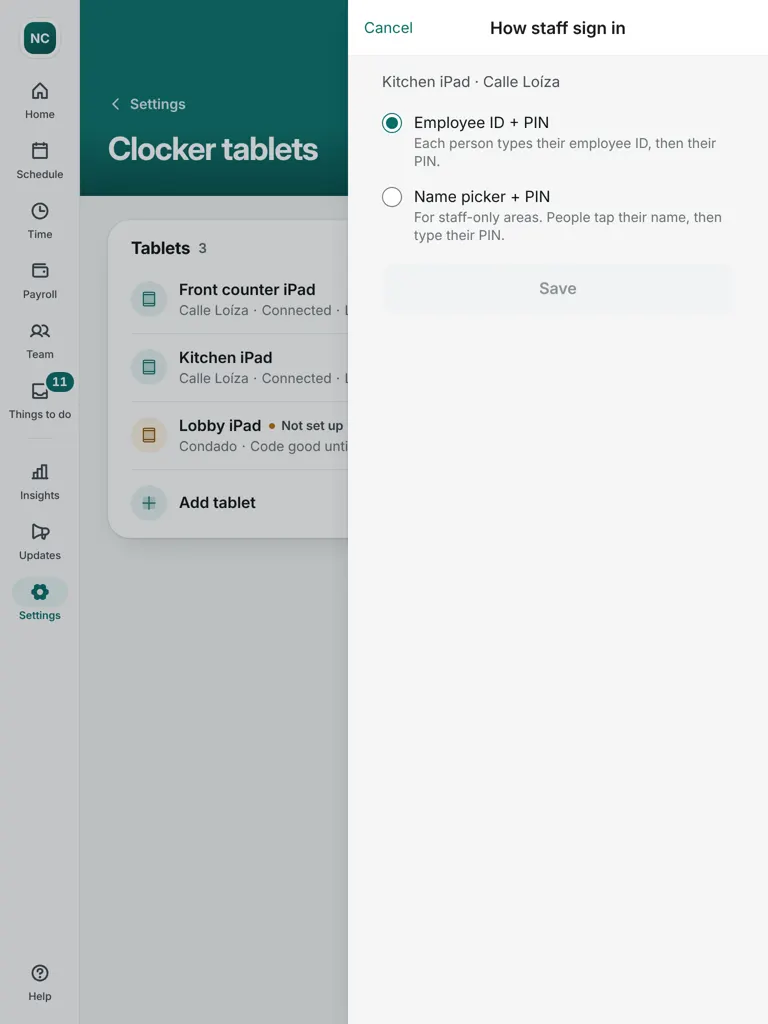 NC
Home
Schedule
Time
Payroll
Team
11
Things to do
Insights
Updates
Settings
Help
Settings
Clocker tablets
Tablets 3
Front counter iPad
Calle Loíza · Connected · L
Kitchen iPad
Calle Loíza · Connected · L
Lobby iPad • Not set up
Condado · Code good unti
Add tablet
Cancel
How staff sign in
Kitchen iPad · Calle Loíza
Employee ID + PIN
Each person types their employee ID, then their
PIN.
Name picker + PIN
For staff-only areas. People tap their name, then
type their PIN.
Save